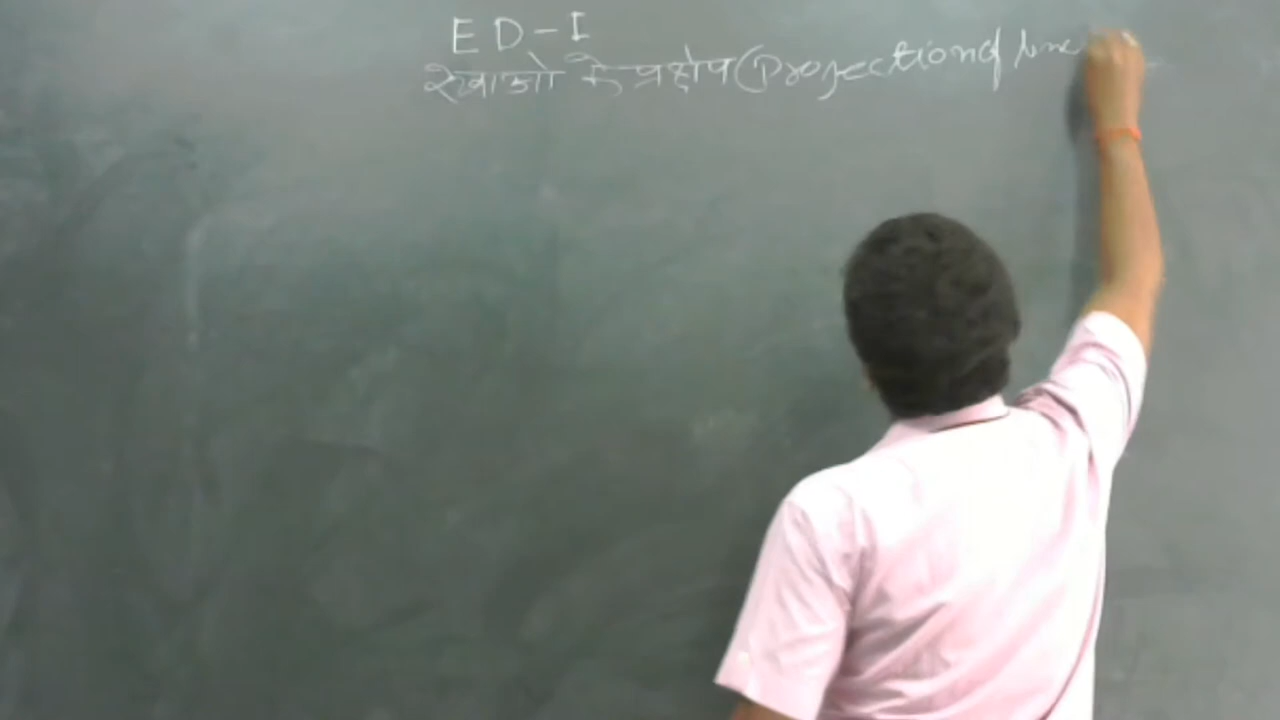 ED-I
रेखाओ के प्रक्षेप (Projection of line